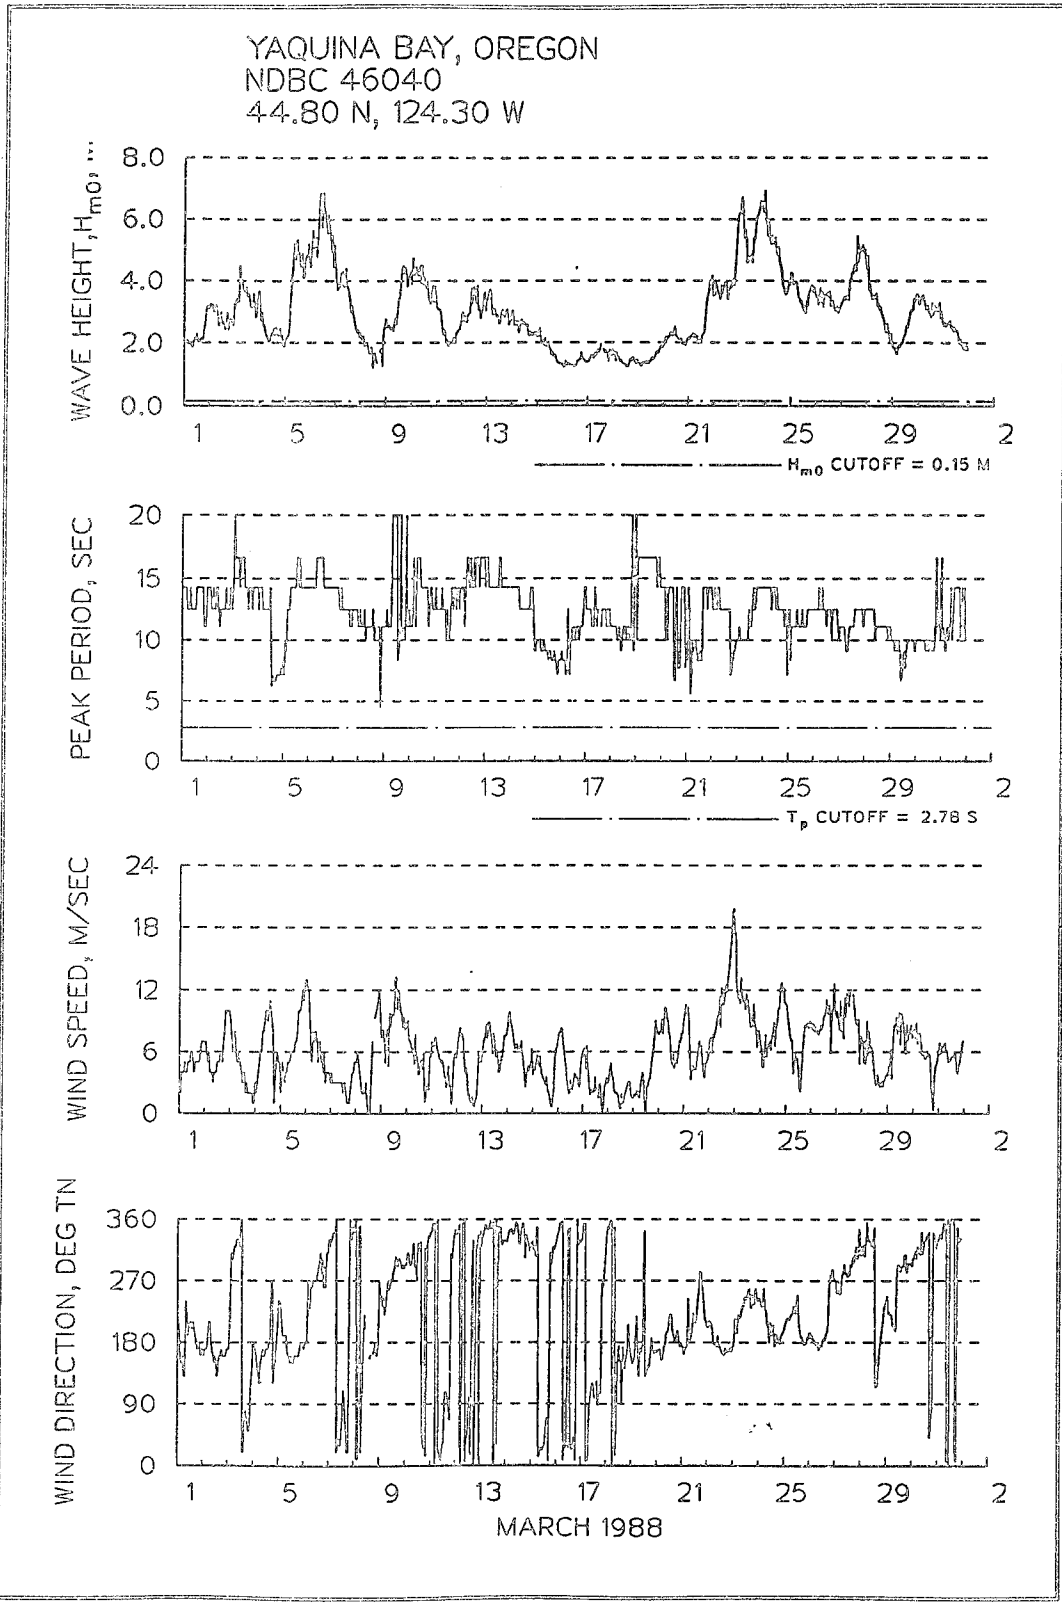 YAQUINA BAY, OREGON
NDBC 46040
44.80 N, 124.30 W
WAVE HEIGHT, Hm0,
8.0
6.0
4.0
2.0
0.0
1 5 9 13 17 21 25 29 2
Hm0 CUTOFF = 0.15 M
PEAK PERIOD, SEC
20
15
10
5
0
1 5 9 13 17 21 25 29 2
Tp CUTOFF = 2.78 S
WIND SPEED, M/SEC
24
18
12
6
0
1 5 9 13 17 21 25 29 2
WIND DIRECTION, DEG TN
360
270
180
90
0
1 5 9 13 17 21 25 29 2
MARCH 1988